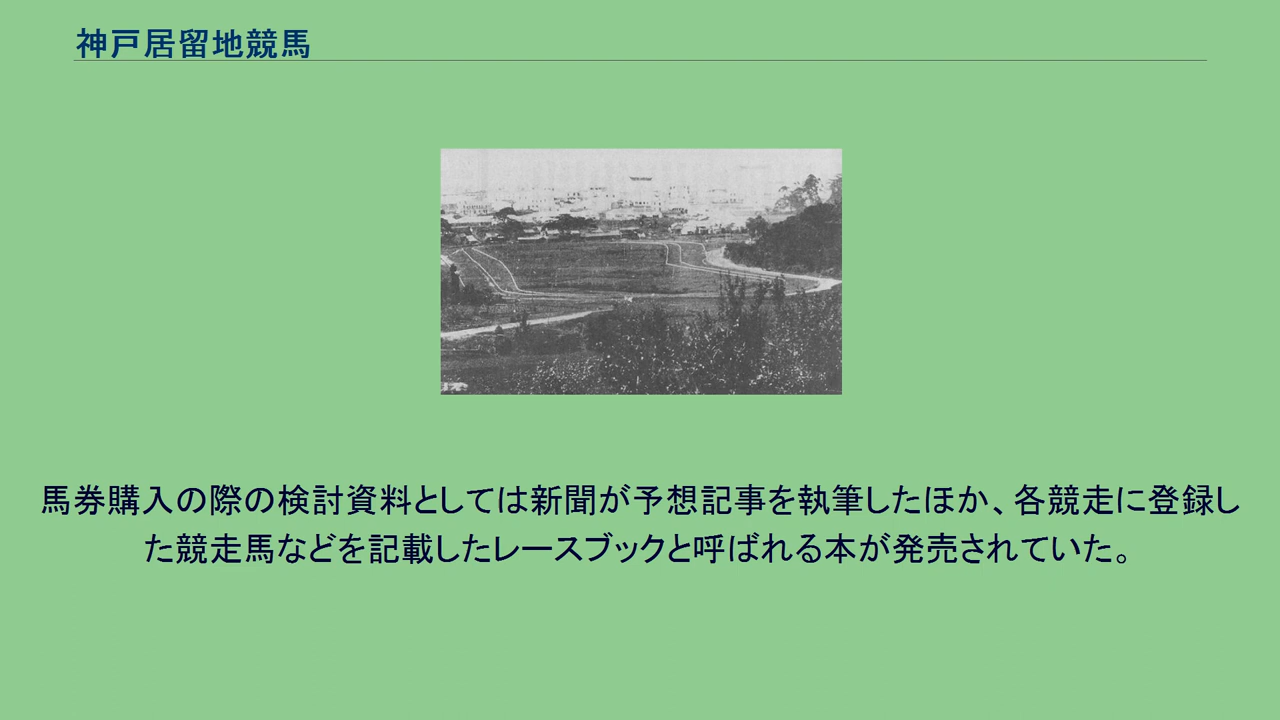 神戸居留地競馬
馬券購入の際の検討資料としては新聞が予想記事を執筆したほか、各競走に登録し
た競走馬などを記載したレースブックと呼ばれる本が発売されていた。